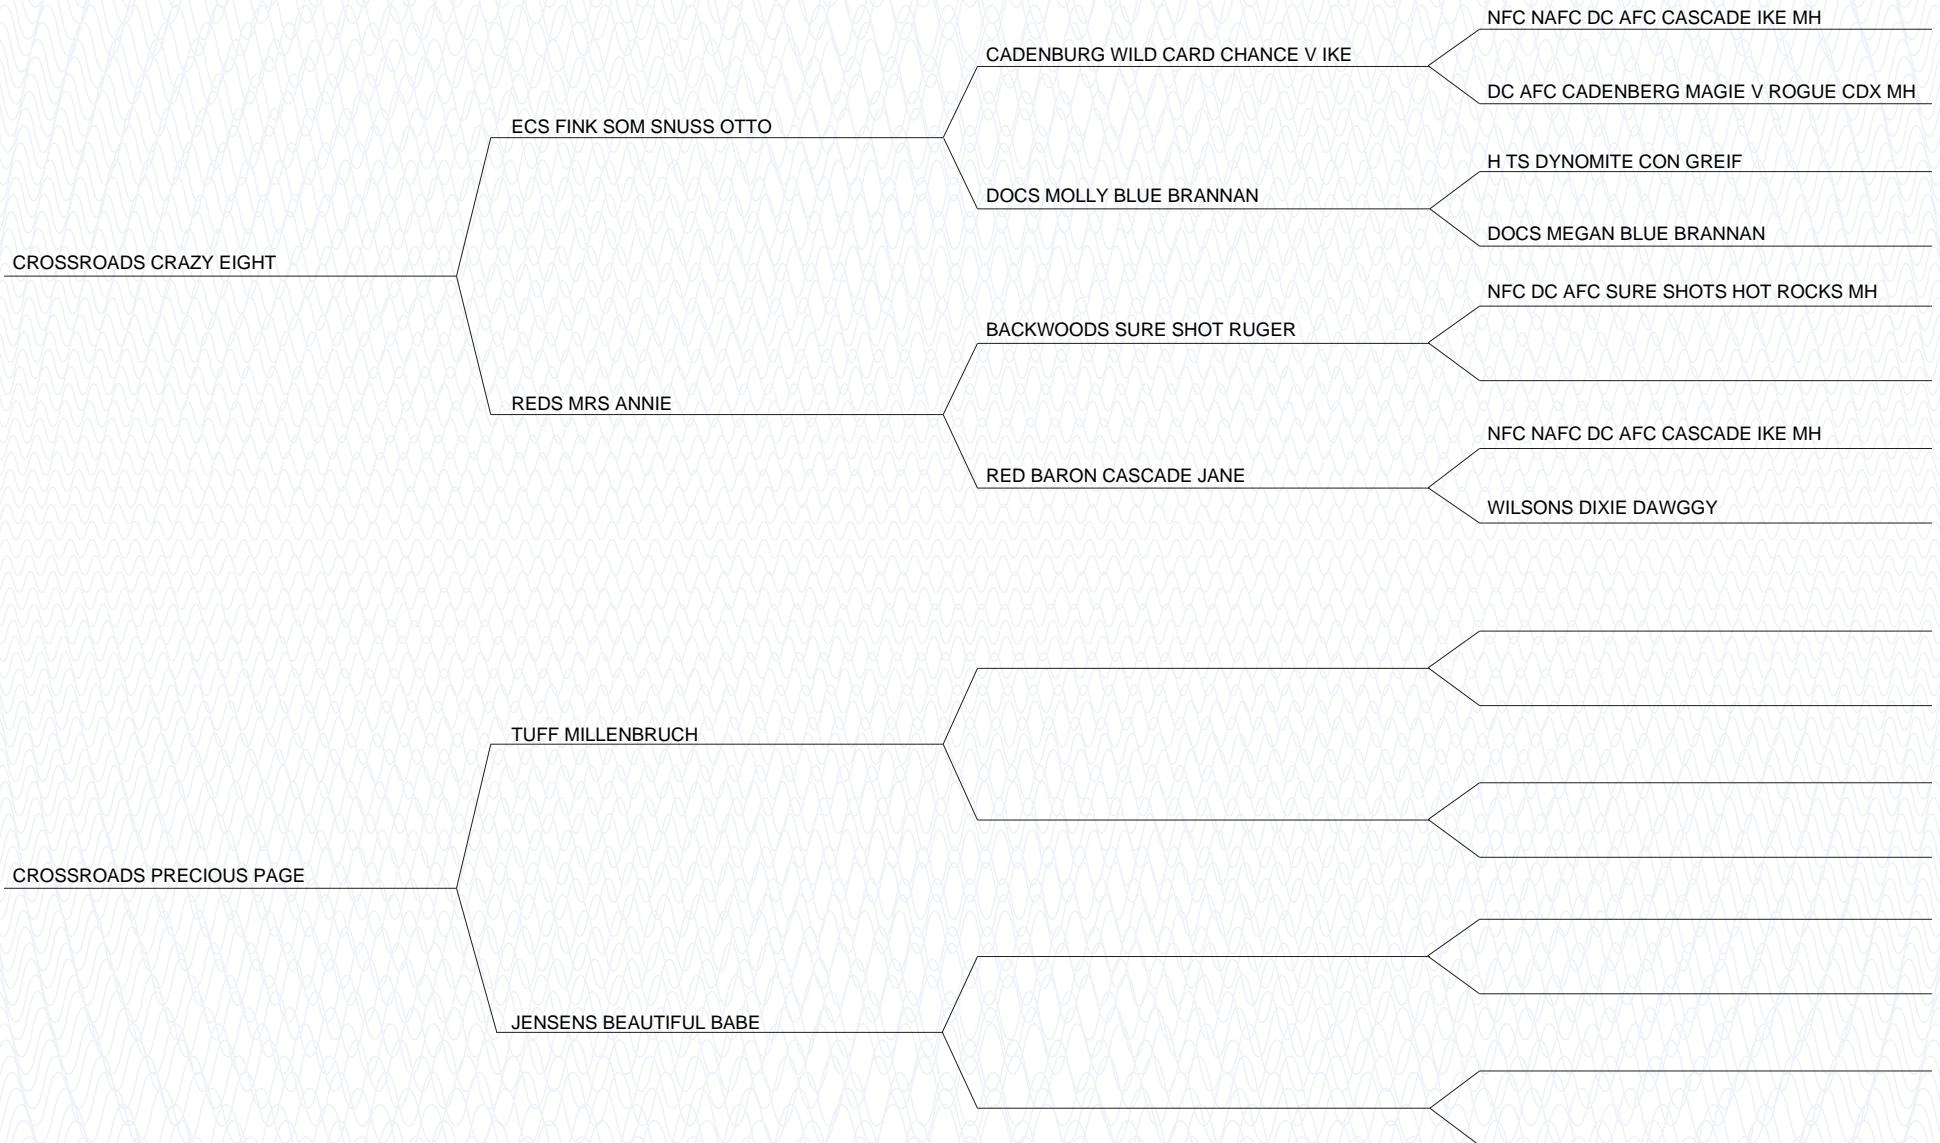 NFC NAFC DC AFC CASCADE IKE MH
CADENBURG WILD CARD CHANCE V IKE
DC AFC CADENBERG MAGIE V ROGUE CDX MH
ECS FINK SOM SNUSS OTTO
H TS DYNOMITE CON GREIF
DOCS MOLLY BLUE BRANNAN
DOCS MEGAN BLUE BRANNAN
CROSSROADS CRAZY EIGHT
NFC DC AFC SURE SHOTS HOT ROCKS MH
BACKWOODS SURE SHOT RUGER
REDS MRS ANNIE
NFC NAFC DC AFC CASCADE IKE MH
RED BARON CASCADE JANE
WILSONS DIXIE DAWGGY
TUFF MILLENBRUCH
CROSSROADS PRECIOUS PAGE
JENSENS BEAUTIFUL BABE